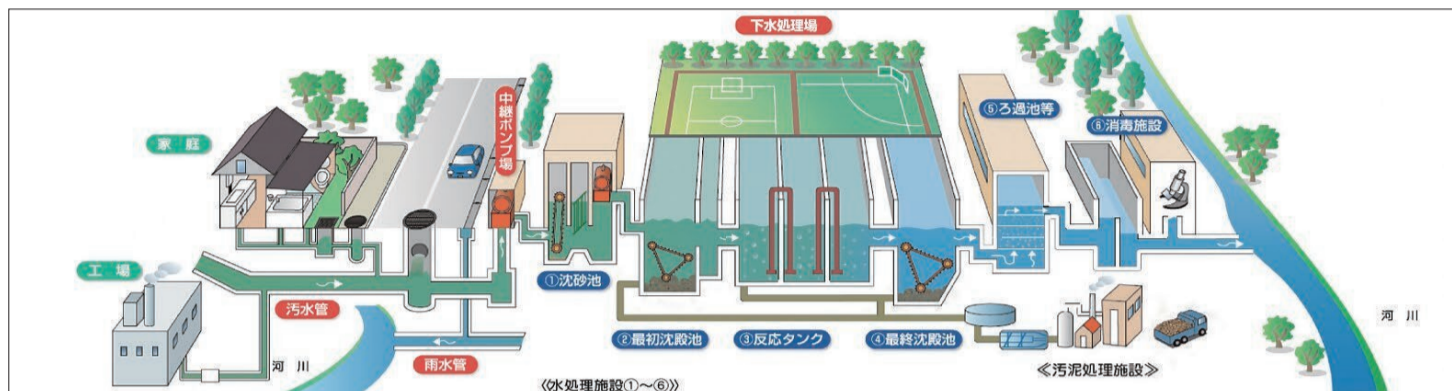 下水処理場
中継ポンプ場
家庭
工場
汚水管
雨水管
河川
①沈砂池
②最初沈殿池
③反応タンク
④最終沈殿池
⑤ろ過池等
⑥消毒施設
≪汚泥処理施設≫
河川
≪水処理施設①〜⑥≫